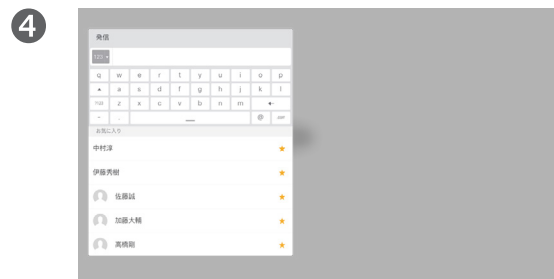 4
発信
123
q w e r t y u i o p
a s d f g h j k l
z x c v b n m
- . @
お気に入り
中村淳
伊藤秀樹
佐藤誠
加藤大輔
高橋剛